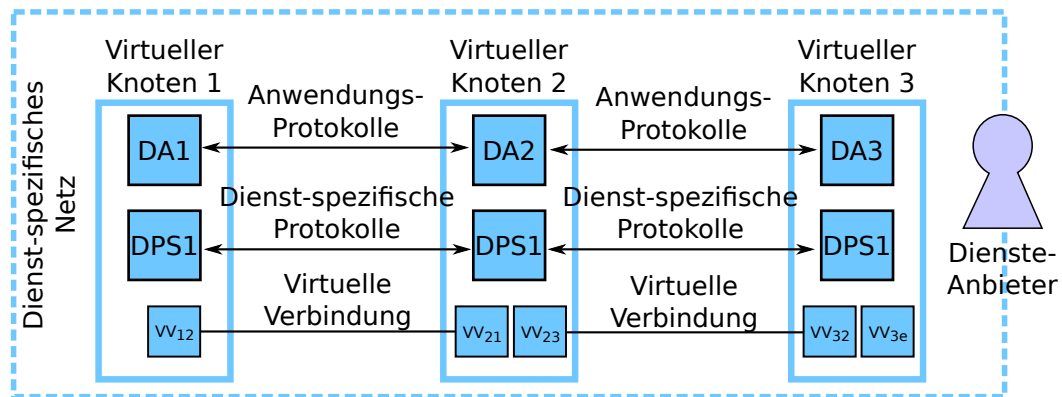 Dienst-spezifisches
Netz
Virtueller
Knoten 1
Virtueller
Knoten 2
Virtueller
Knoten 3
Anwendungs-
Protokolle
Anwendungs-
Protokolle
DA1
DA2
DA3
Dienst-spezifische
Protokolle
Dienst-spezifische
Protokolle
DPS1
DPS1
DPS1
Virtuelle
Verbindung
Virtuelle
Verbindung
VV12
VV21
VV23
VV32
VV3e
Dienste-
Anbieter